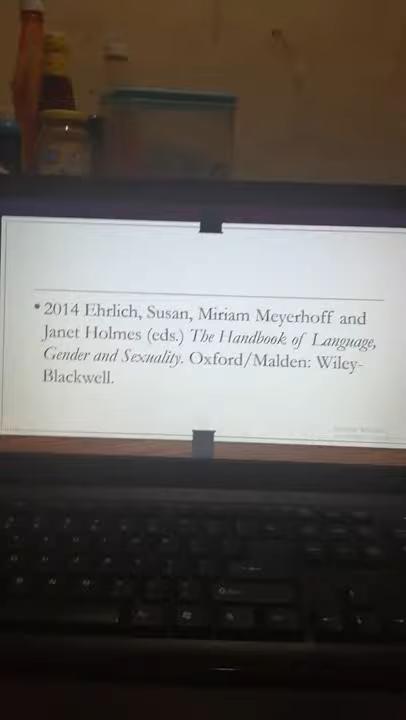 • 2014 Ehrlich, Susan, Miriam Meyerhoff and
Janet Holmes (eds.) The Handbook of Language,
Gender and Sexuality. Oxford/Malden: Wiley-
Blackwell.